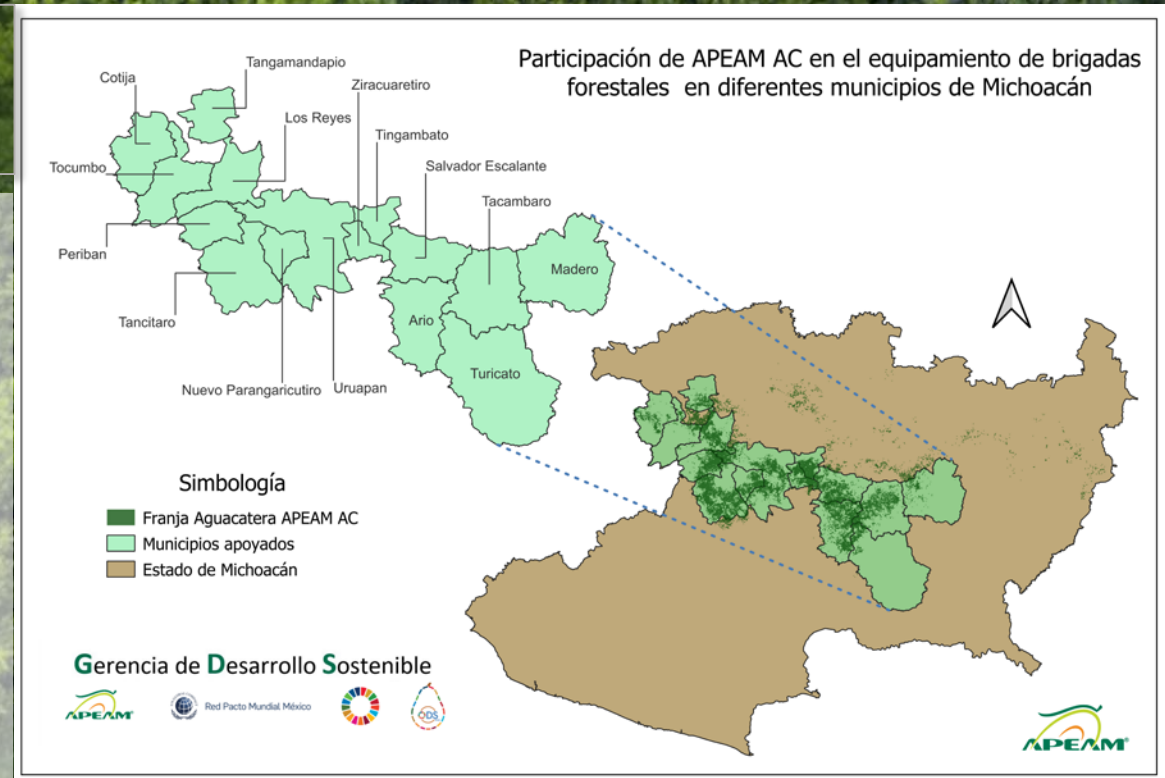 Participación de APEAM AC en el equipamiento de brigadas
forestales en diferentes municipios de Michoacán
Tangamandapio
Cotija
Ziracuaretiro
Los Reyes
Tingambato
Tocumbo
Salvador Escalante
Tacambaro
Periban
Madero
Tancitaro
Ario
Turicato
Nuevo Parangaricutiro
Uruapan
Simbología
Franja Aguacatera APEAM AC
Municipios apoyados
Estado de Michoacán
Gerencia de Desarrollo Sostenible
APEAM
Red Pacto Mundial México
ODS
APEAM